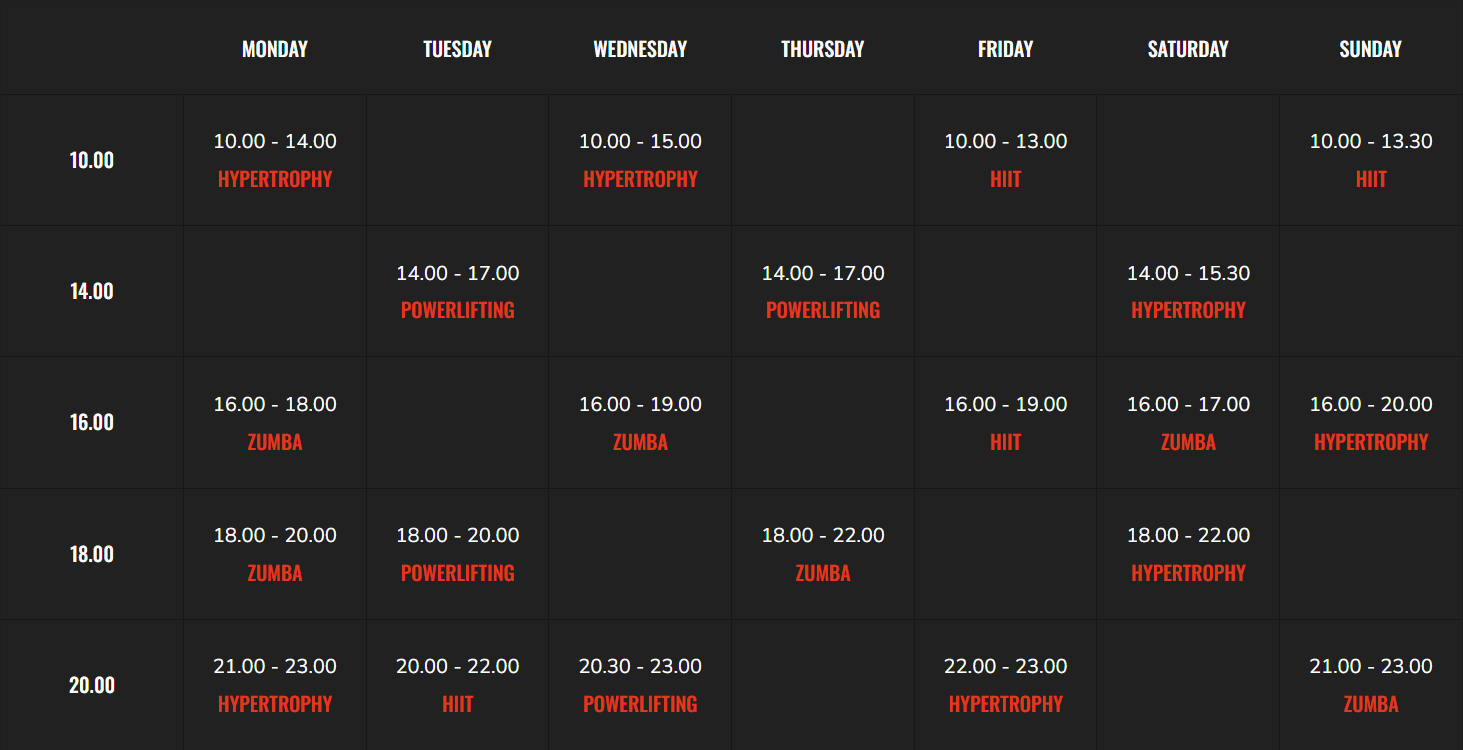 MONDAY TUESDAY WEDNESDAY THURSDAY FRIDAY SATURDAY SUNDAY
10.00 - 14.00 10.00 - 15.00 10.00 - 13.00 10.00 - 13.30
10.00
HYPERTROPHY HYPERTROPHY HIIT HIIT
14.00 - 17.00 14.00 - 17.00 14.00 - 15.30
14.00
POWERLIFTING POWERLIFTING HYPERTROPHY
16.00 - 18.00 16.00 - 19.00 16.00 - 19.00 16.00 - 17.00 16.00 - 20.00
16.00
ZUMBA ZUMBA HIIT ZUMBA HYPERTROPHY
18.00 - 20.00 18.00 - 20.00 18.00 - 22.00 18.00 - 22.00
18.00
ZUMBA POWERLIFTING ZUMBA HYPERTROPHY
21.00 - 23.00 20.00 - 22.00 20.30 - 23.00 22.00 - 23.00 21.00 - 23.00
20.00
HYPERTROPHY HIIT POWERLIFTING HYPERTROPHY ZUMBA